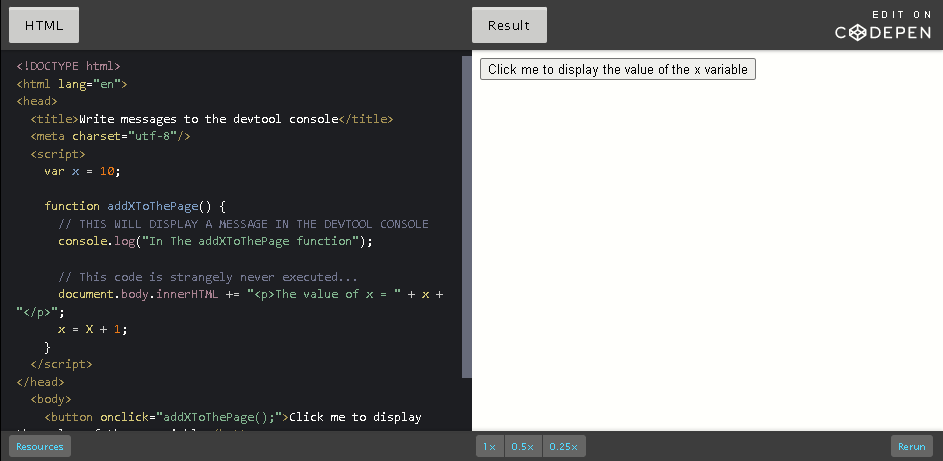 HTML
Result
EDIT ON
CODEPEN
<!DOCTYPE html>
<html lang="en">
<head>
<title>Write messages to the devtool console</title>
<meta charset="utf-8"/>
<script>
var x = 10;
function addXToThePage() {
// THIS WILL DISPLAY A MESSAGE IN THE DEVTOOL CONSOLE
console.log("In The addXToThePage function");
// This code is strangely never executed...
document.body.innerHTML += "<p>The value of x = " + x +
"</p>";
x = X + 1;
}
</script>
</head>
<body>
<button onclick="addXToThePage();">Click me to display
Click me to display the value of the x variable
Resources
1×
0.5×
0.25×
Rerun